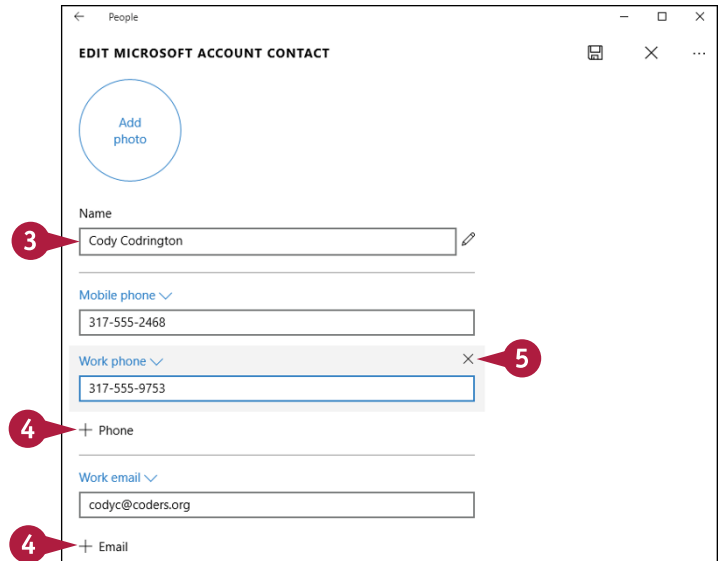 People
EDIT MICROSOFT ACCOUNT CONTACT
Add
photo
Name
3
Cody Codrington
Mobile phone
317-555-2468
Work phone
5
317-555-9753
4
+ Phone
Work email
codyc@coders.org
4
+ Email